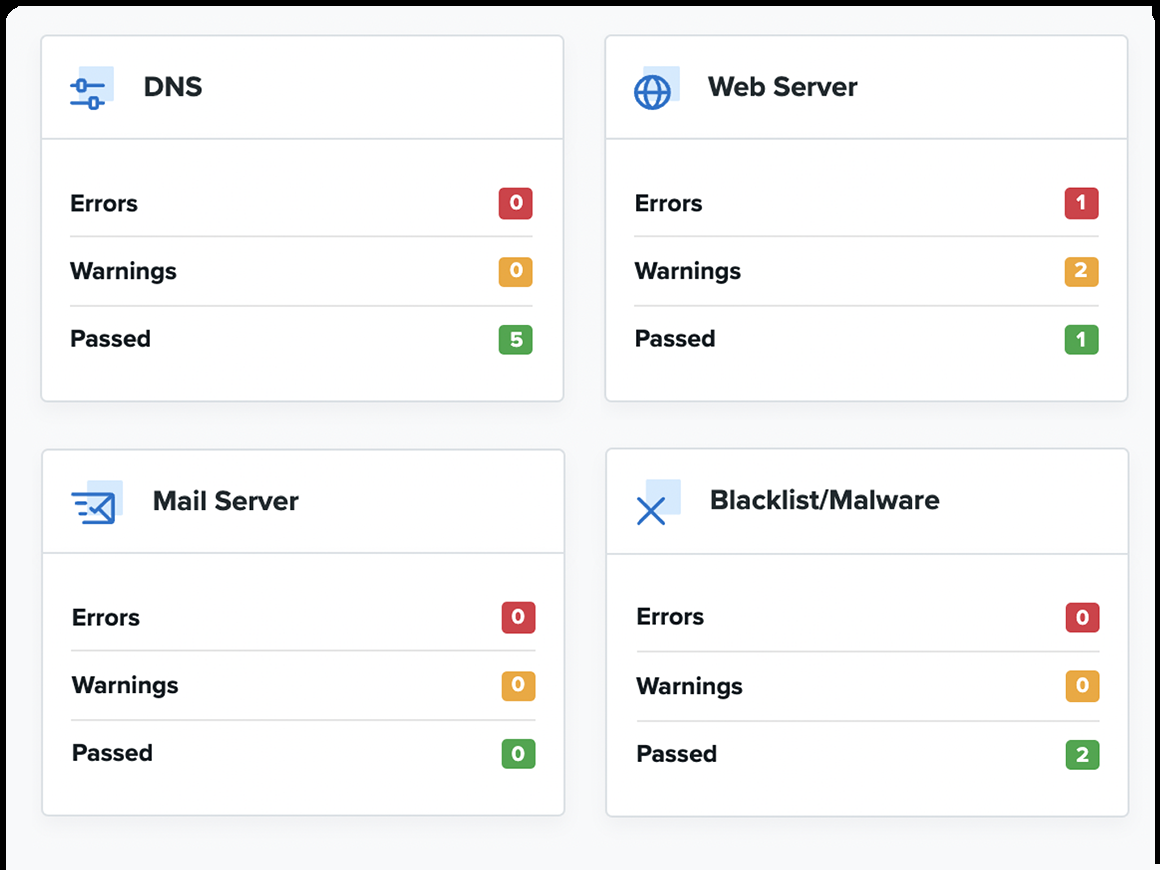 DNS
Errors 0
Warnings 0
Passed 5
Web Server
Errors 1
Warnings 2
Passed 1
Mail Server
Errors 0
Warnings 0
Passed 0
Blacklist/Malware
Errors 0
Warnings 0
Passed 2